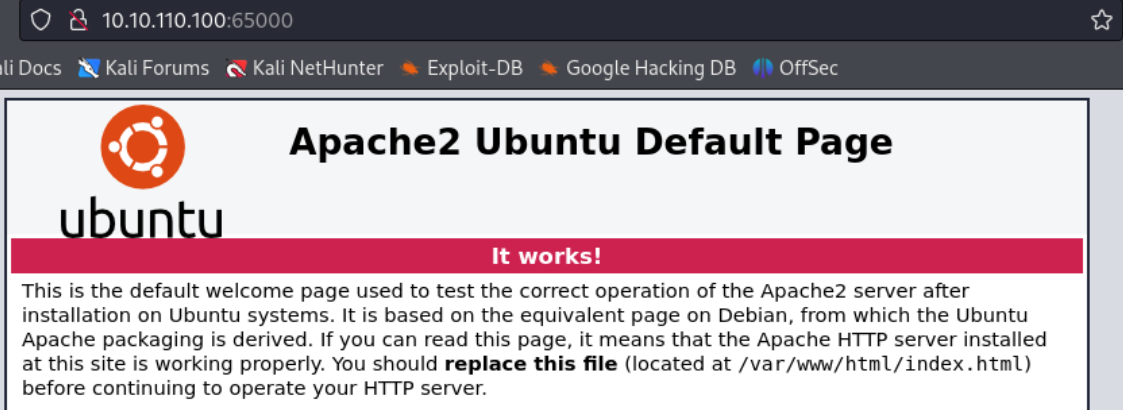 10.10.110.100:65000
ali Docs Kali Forums Kali NetHunter Exploit-DB Google Hacking DB OffSec
Apache2 Ubuntu Default Page
ubuntu
It works!
This is the default welcome page used to test the correct operation of the Apache2 server after
installation on Ubuntu systems. It is based on the equivalent page on Debian, from which the Ubuntu
Apache packaging is derived. If you can read this page, it means that the Apache HTTP server installed
at this site is working properly. You should replace this file (located at /var/www/html/index.html)
before continuing to operate your HTTP server.